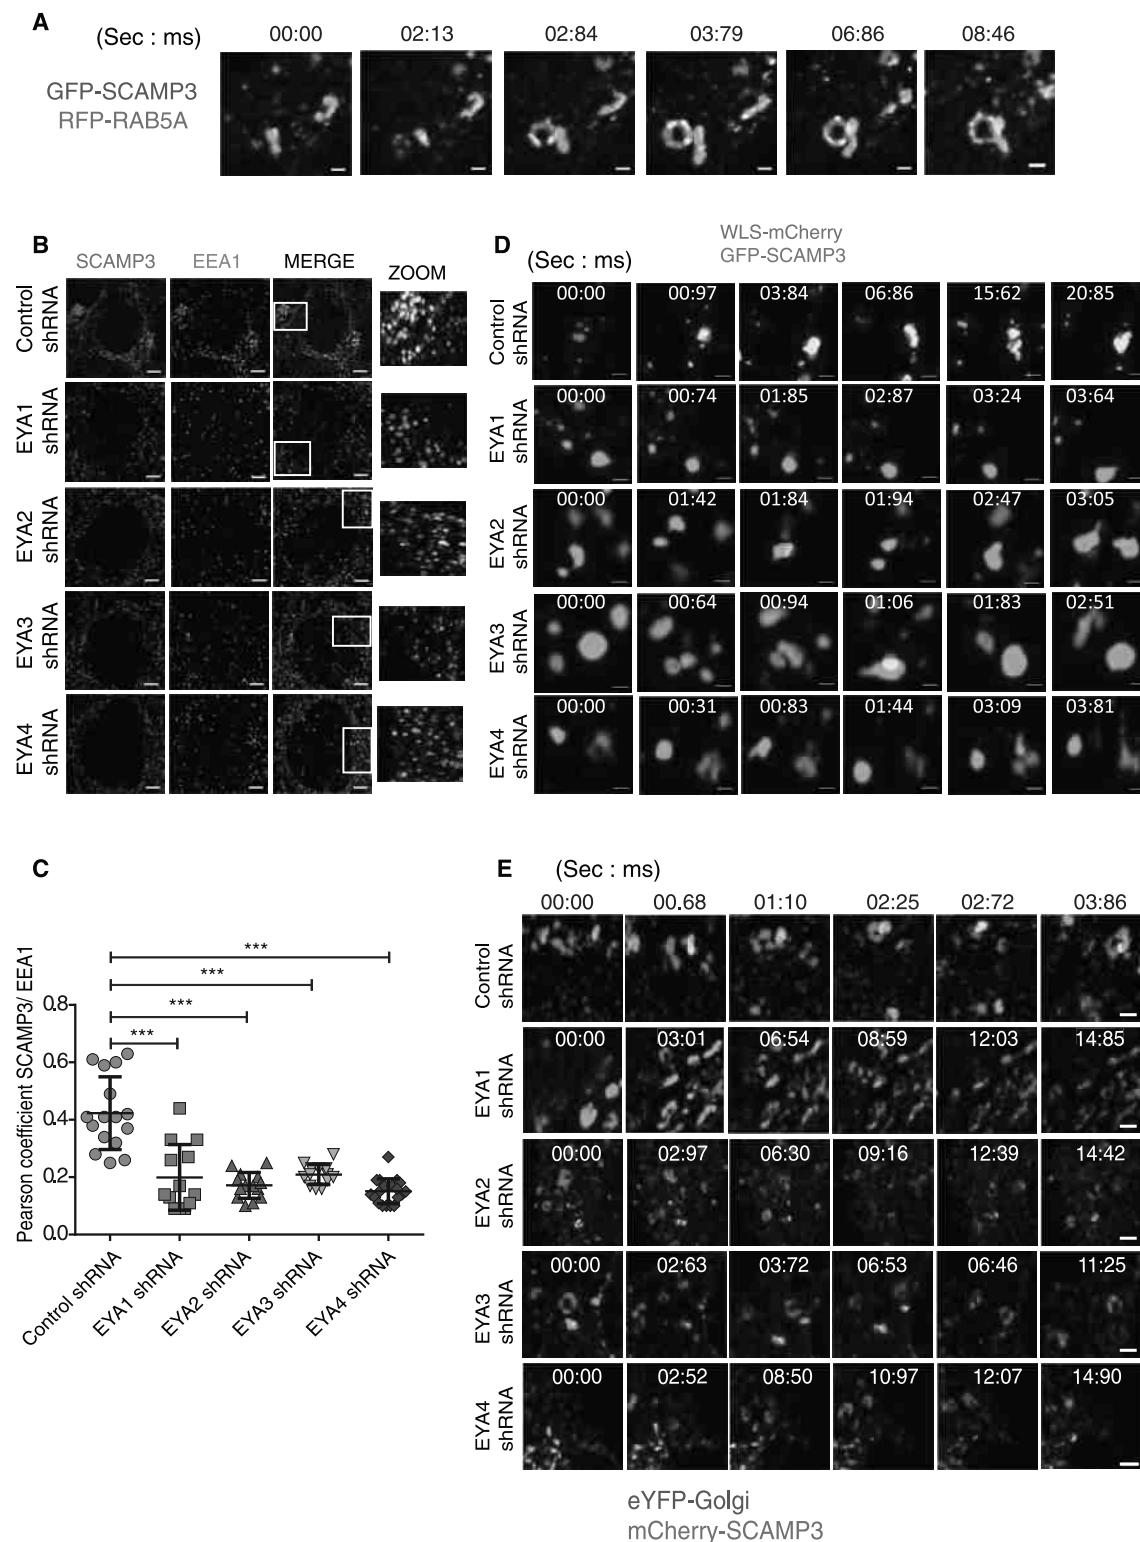 A
(Sec : ms)
00:00 02:13 02:84 03:79 06:86 08:46
GFP-SCAMP3
RFP-RAB5A
B
SCAMP3 EEA1 MERGE ZOOM
Control shRNA
EYA1 shRNA
EYA2 shRNA
EYA3 shRNA
EYA4 shRNA
D
WLS-mCherry
GFP-SCAMP3
(Sec : ms)
Control shRNA
00:00 00:97 03:84 06:86 15:62 20:85
EYA1 shRNA
00:00 00:74 01:85 02:87 03:24 03:64
EYA2 shRNA
00:00 01:42 01:84 01:94 02:47 03:05
EYA3 shRNA
00:00 00:64 00:94 01:06 01:83 02:51
EYA4 shRNA
00:00 00:31 00:83 01:44 03:09 03:81
C
Pearson coefficient SCAMP3/ EEA1
***
***
***
***
0.8
0.6
0.4
0.2
0.0
Control shRNA
EYA1 shRNA
EYA2 shRNA
EYA3 shRNA
EYA4 shRNA
E
(Sec : ms)
00:00 00.68 01:10 02:25 02:72 03:86
Control shRNA
EYA1 shRNA
00:00 03:01 06:54 08:59 12:03 14:85
EYA2 shRNA
00:00 02:97 06:30 09:16 12:39 14:42
EYA3 shRNA
00:00 02:63 03:72 06:53 06:46 11:25
EYA4 shRNA
00:00 02:52 08:50 10:97 12:07 14:90
eYFP-Golgi
mCherry-SCAMP3